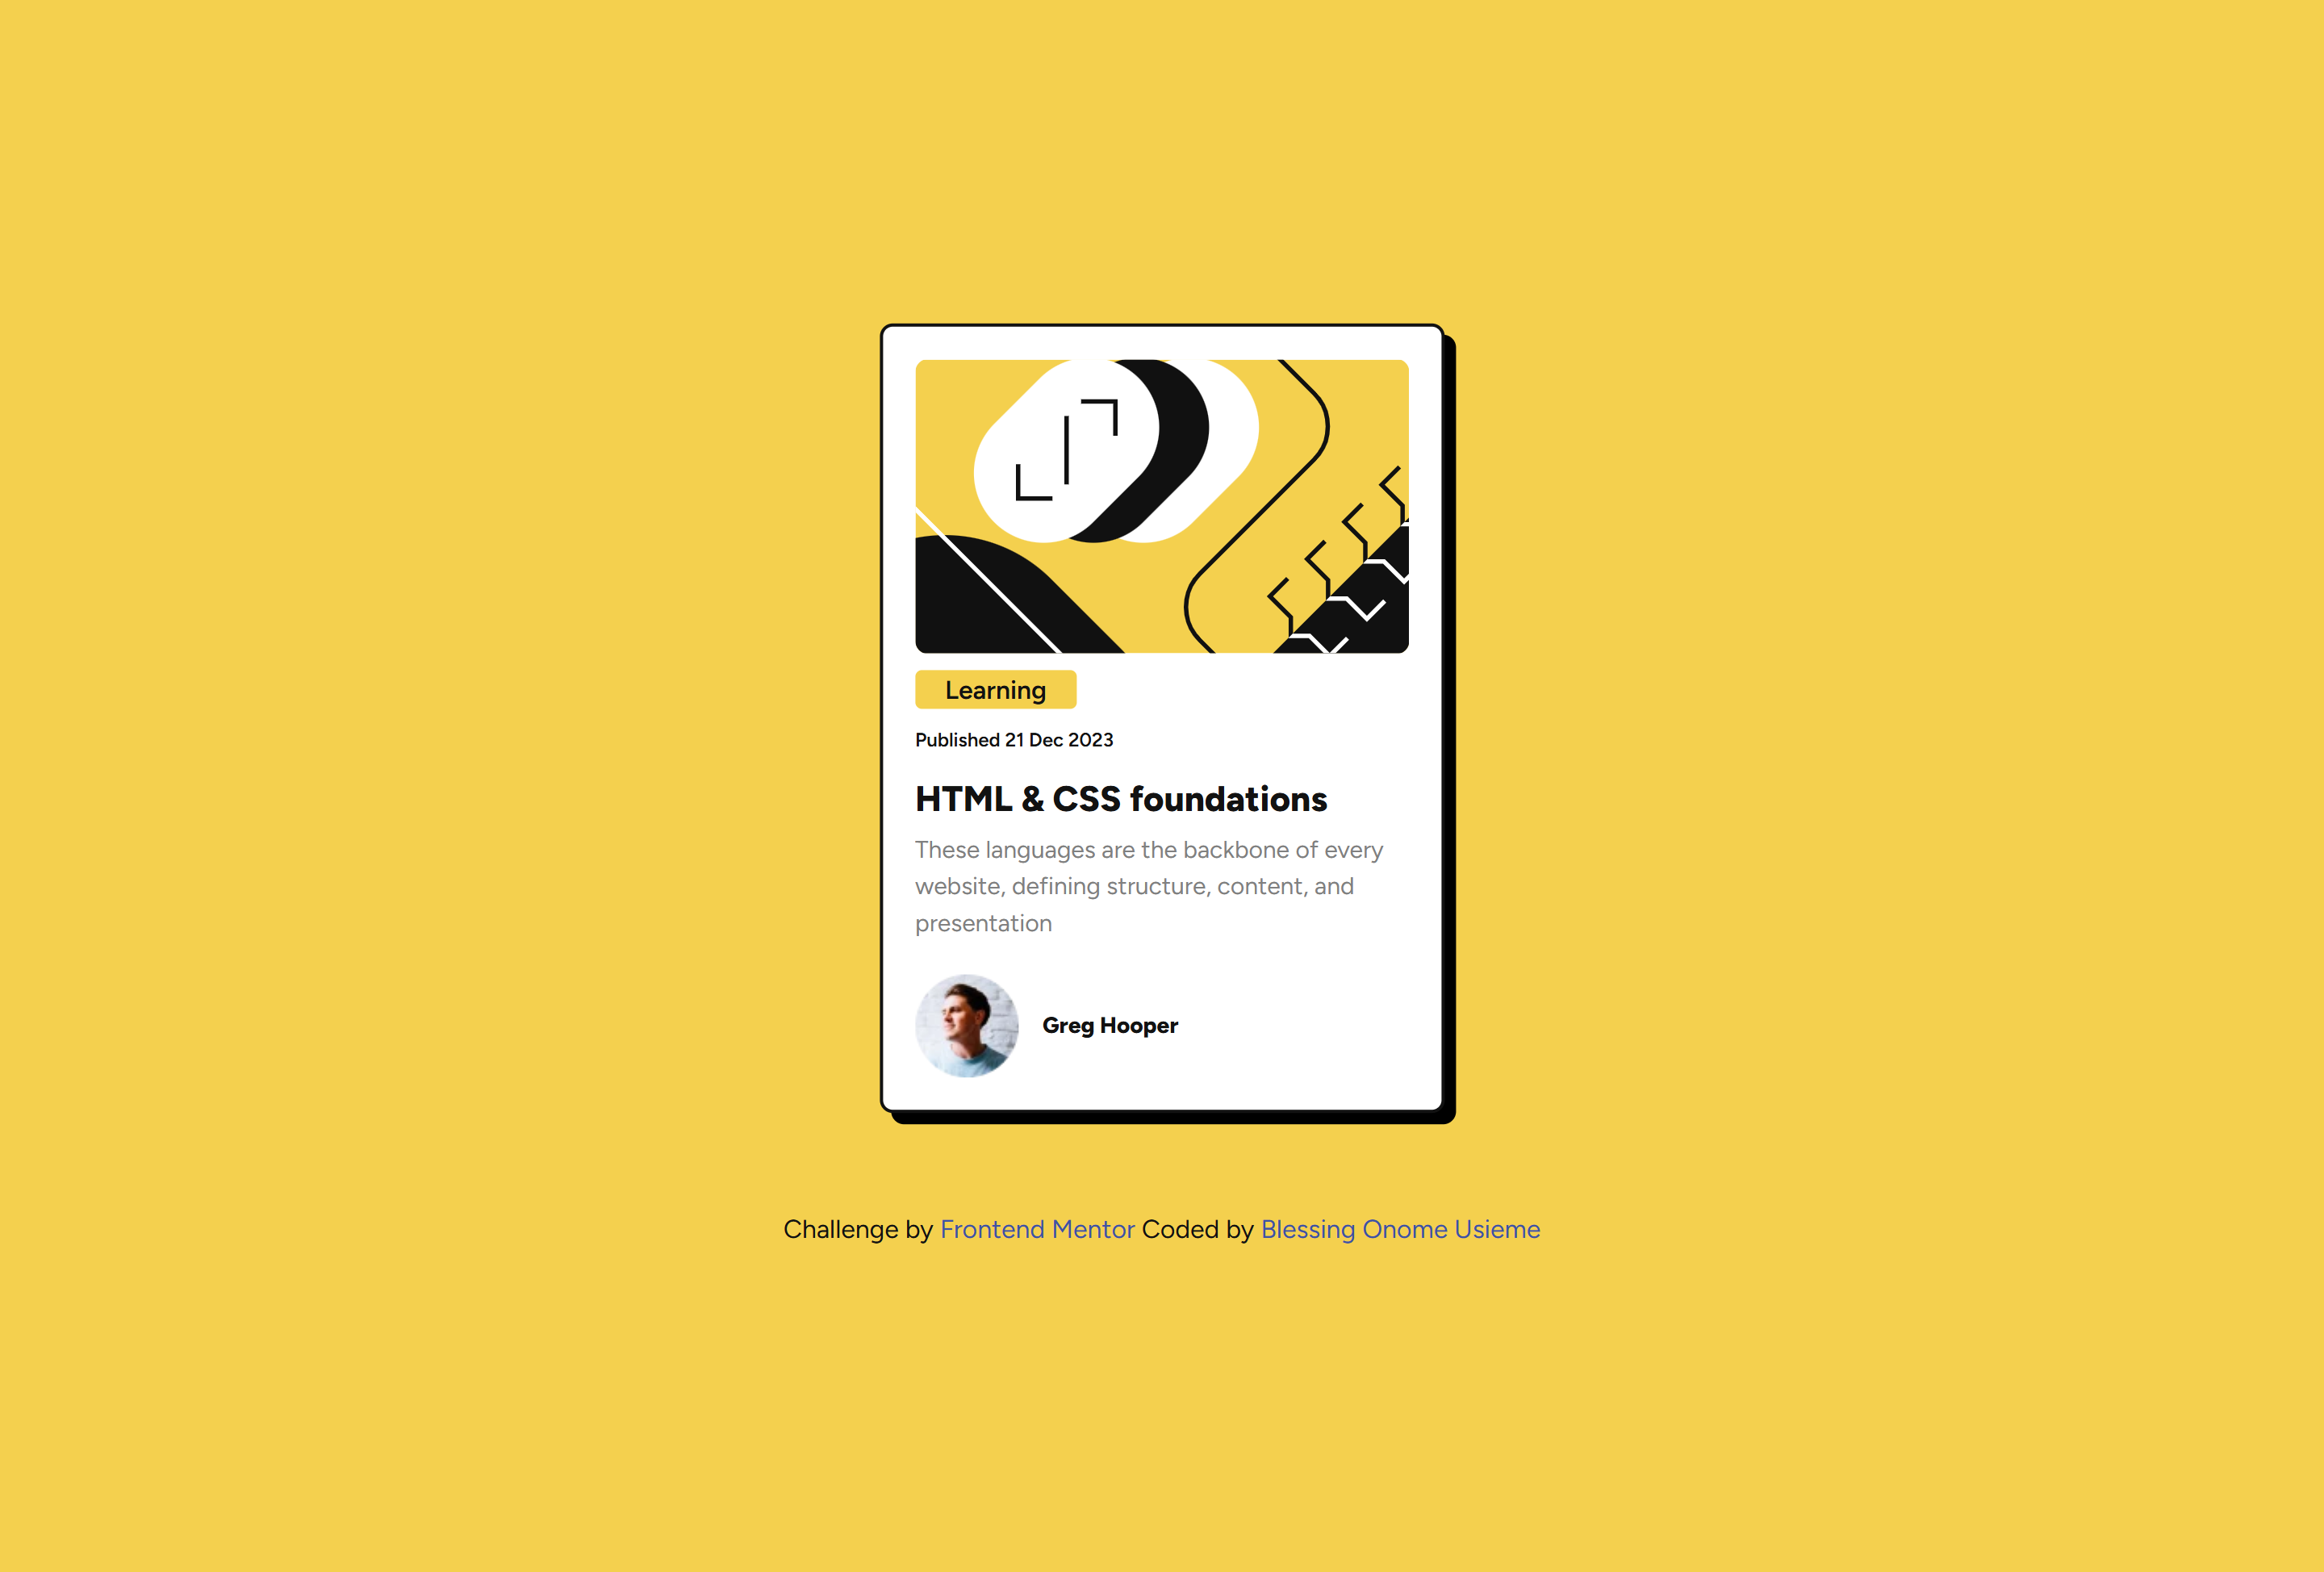 Learning
Published 21 Dec 2023
HTML & CSS foundations
These languages are the backbone of every
website, defining structure, content, and
presentation
Greg Hooper
Challenge by Frontend Mentor Coded by Blessing Onome Usieme